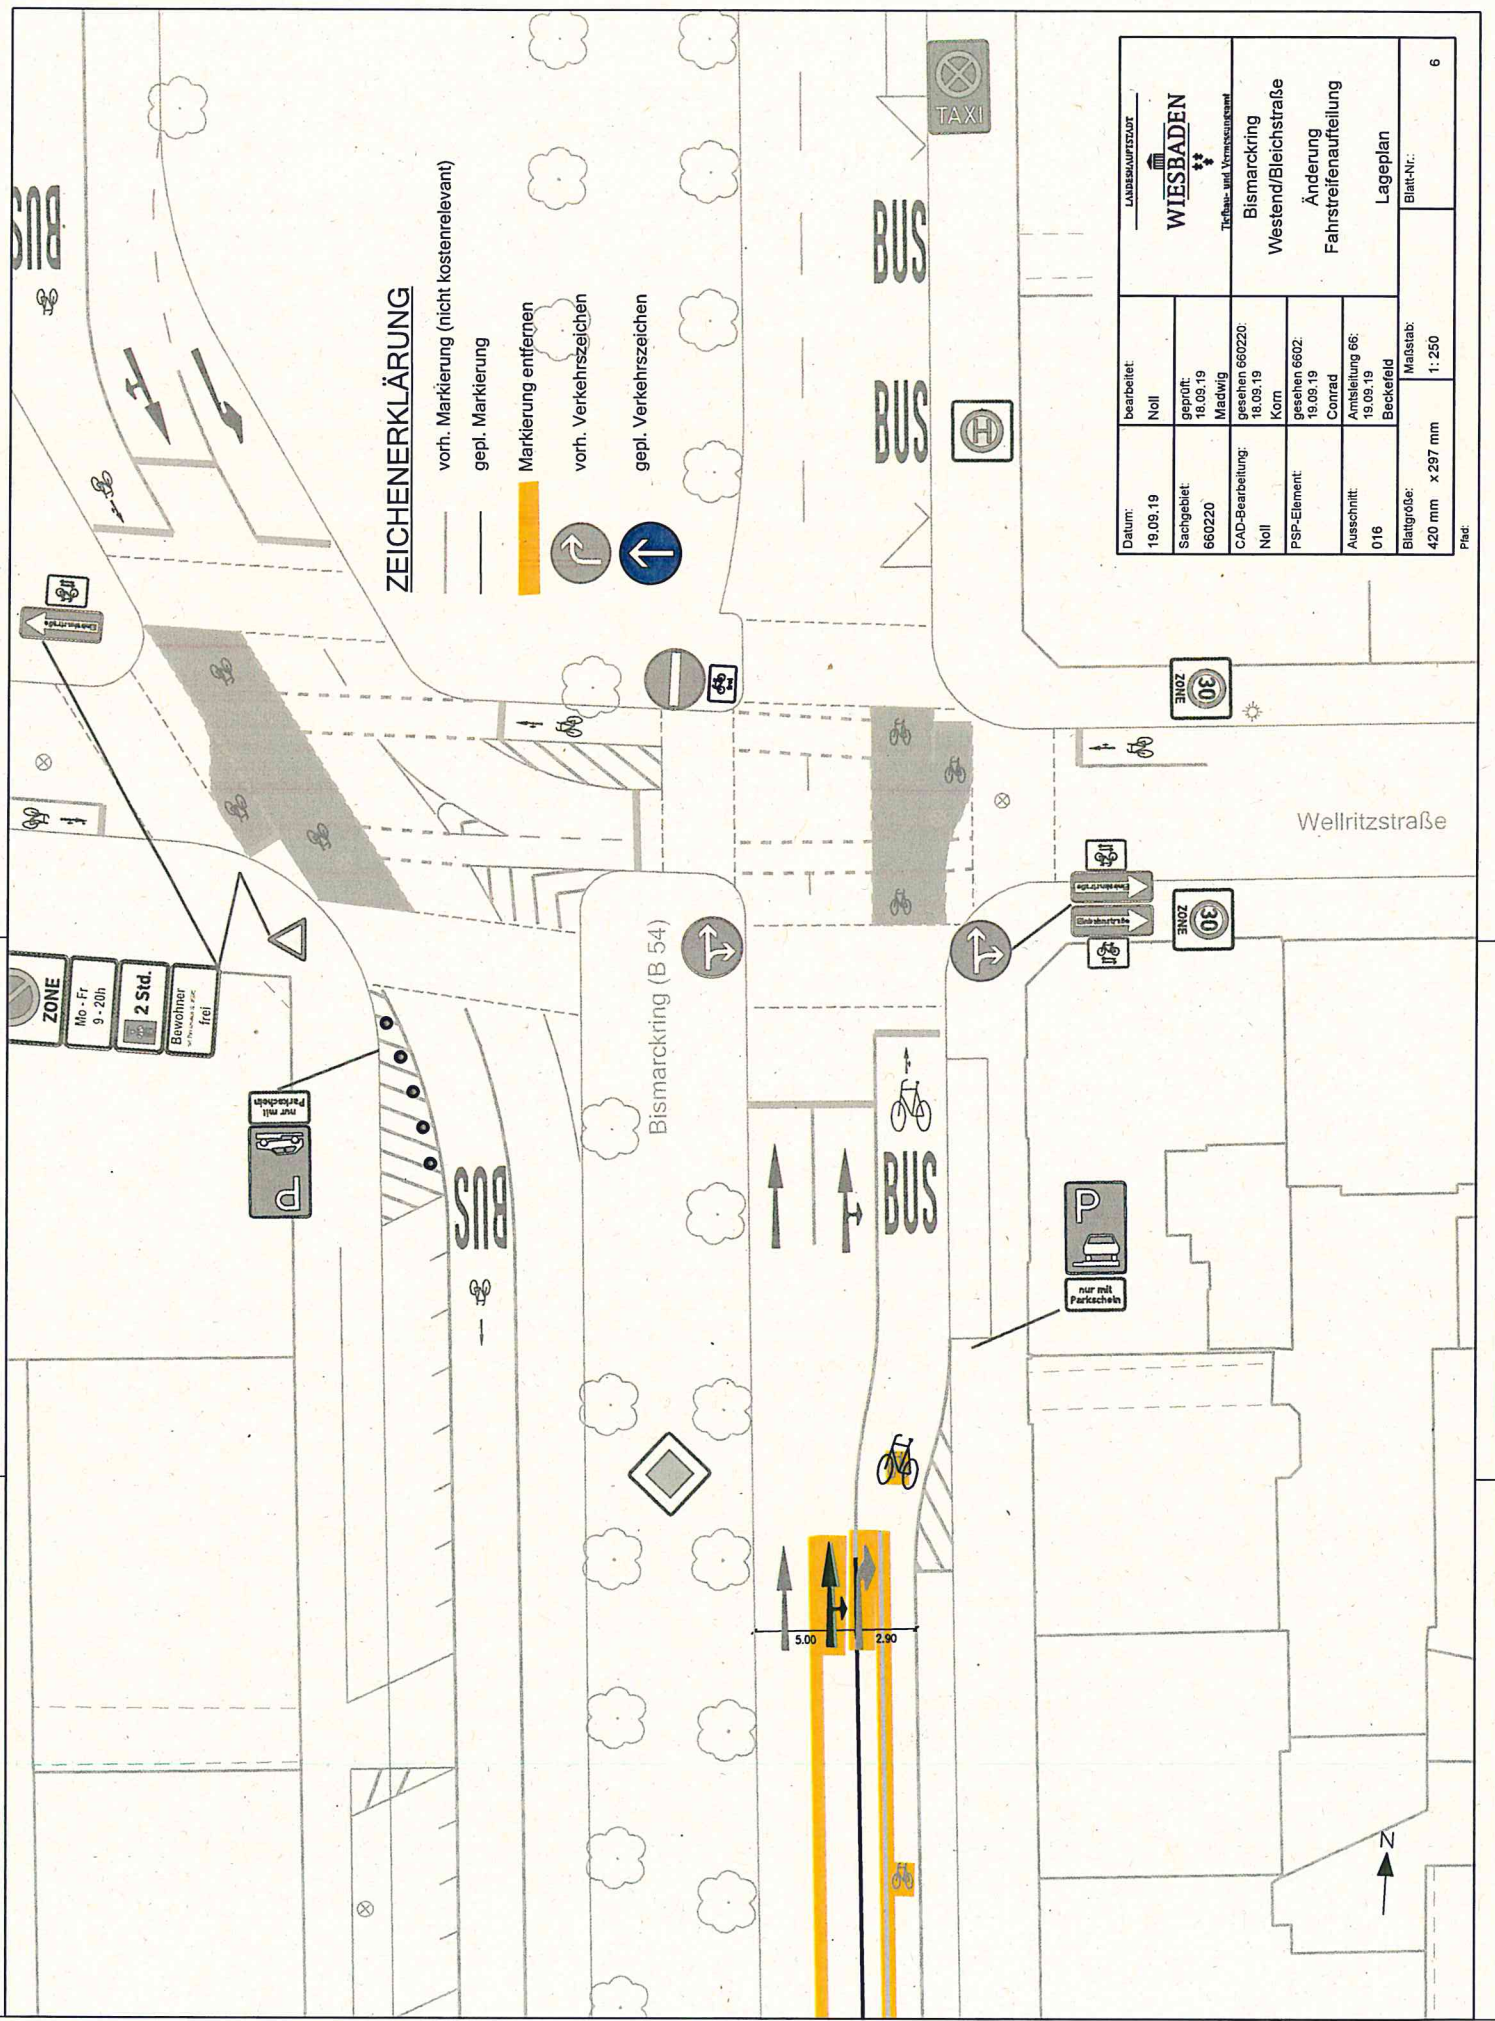 BUS
ZEICHENERKLÄRUNG
vorh. Markierung (nicht kostenrelevant)
gepl. Markierung
Markierung entfernen
vorh. Verkehrszeichen
gepl. Verkehrszeichen
TAXI
BUS
BUS
H
LANDESHAUPTSTADT
WIESBADEN
Tiefbau- und Vermessungsamt
Bismarckring
Westend/Bleichstraße
Änderung
Fahrstreifenaufteilung
Lageplan
Blatt-Nr.:
6
Datum:
19.09.19
bearbeitet:
Noll
Sachgebiet:
660220
geprüft:
18.09.19
Madwig
CAD-Bearbeitung:
Noll
gesehen 660220:
18.09.19
Korn
PSP-Element:
gesehen 6602:
19.09.19
Conrad
Ausschnitt:
016
Amtsleitung 66:
19.09.19
Beckefeld
Blattgröße:
420 mm x 297 mm
Maßstab:
1: 250
Pfad:
Einbahnstraße
30
ZONE
Wellritzstraße
Einbahnstraße
Einbahnstraße
30
ZONE
Bismarckring (B 54)
ZONE
Mo - Fr
9 - 20h
2 Std.
Bewohner
frei
P
nur mit
Parkschein
BUS
BUS
P
nur mit
Parkschein
5.00
2.90
N